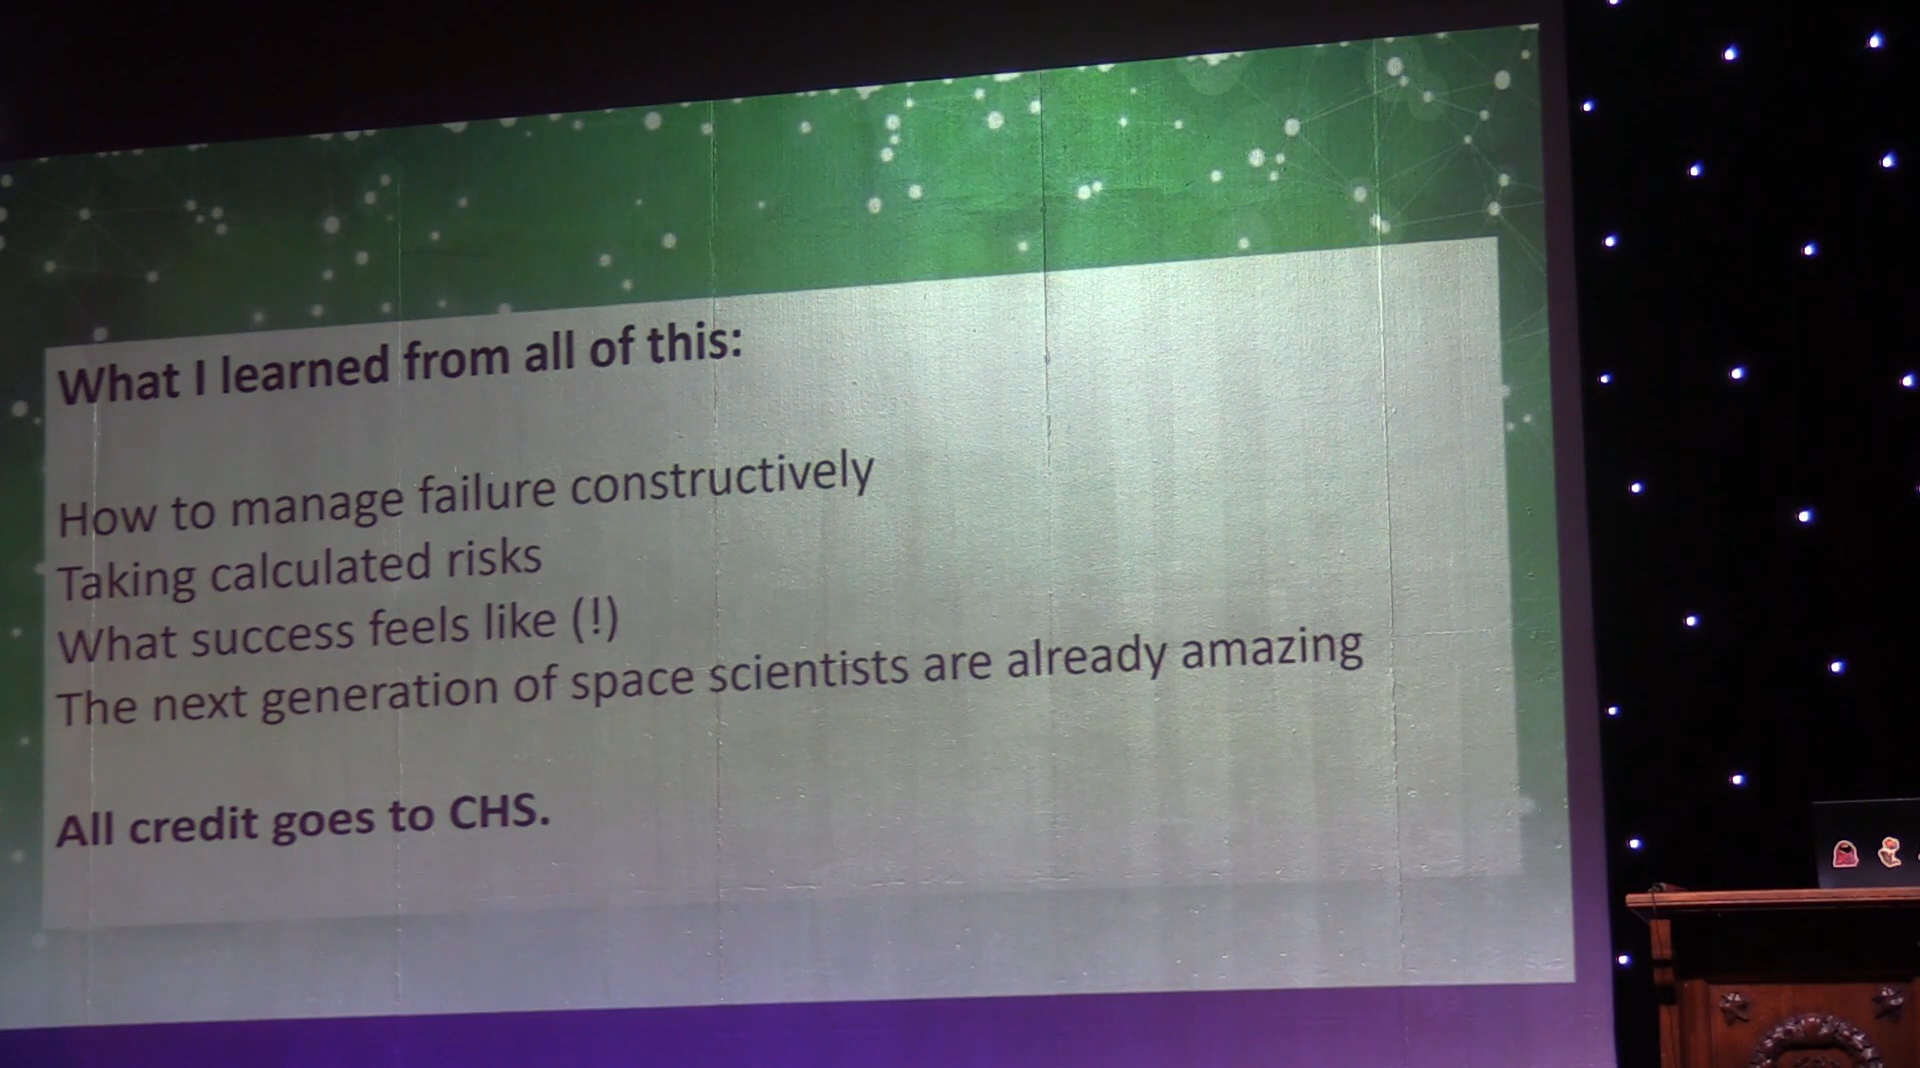 What I learned from all of this:
How to manage failure constructively
Taking calculated risks
What success feels like (!)
The next generation of space scientists are already amazing
All credit goes to CHS.